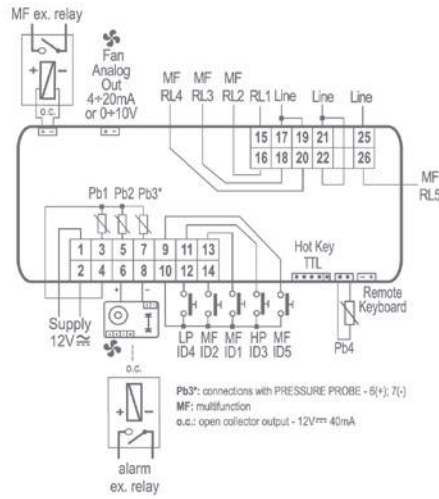 MF ex. relay
+ -
o.c.
+ -
Fan
Analog
Out
4÷20mA
or 0÷10V
+ -
MF
RL4
MF
RL3
MF
RL2
RL1
Line
Line
Line
15 17 19 21 25
16 18 20 22 26
MF
RL5
Pb1 Pb2 Pb3*
1 3 5 7 9 11 13
2 4 6 8 10 12 14
Hot Key
TTL
Remote
Keyboard
Pb4
Supply
12V
+ -
LP
ID4
MF
ID2
MF
ID1
HP
ID3
MF
ID5
o.c.
+ -
alarm
ex. relay
Pb3*: connections with PRESSURE PROBE - 6(+); 7(-)
MF: multifunction
o.c.: open collector output - 12V⎓ 40mA